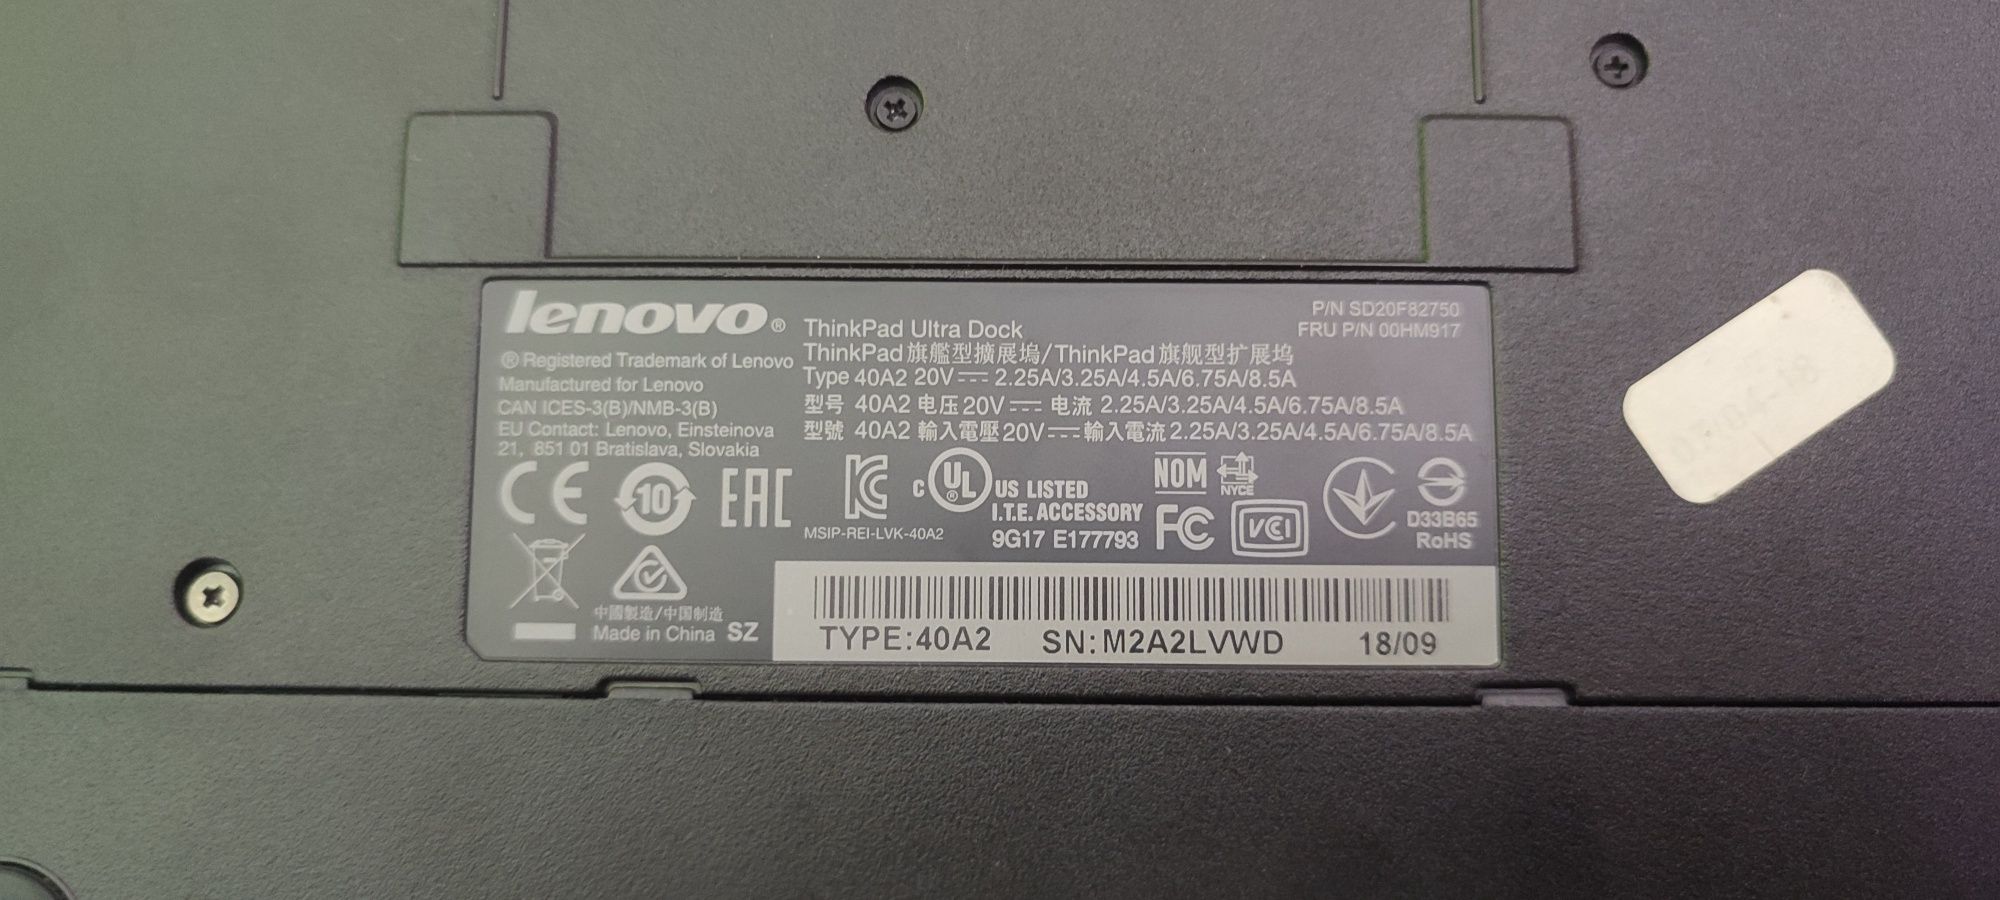 lenovo®
® Registered Trademark of Lenovo
Manufactured for Lenovo
CAN ICES-3(B)/NMB-3(B)
EU Contact: Lenovo, Einsteinova
21, 851 01 Bratislava, Slovakia
ThinkPad Ultra Dock
ThinkPad 旗艦型擴展塢/ThinkPad 旗舰型扩展坞
Type 40A2 20V⎓ 2.25A/3.25A/4.5A/6.75A/8.5A
型号 40A2 电压 20V⎓ 电流 2.25A/3.25A/4.5A/6.75A/8.5A
型號 40A2 輸入電壓 20V⎓ 輸入電流 2.25A/3.25A/4.5A/6.75A/8.5A
P/N SD20F82750
FRU P/N 00HM917
CE 10 EAC
MSIP-REI-LVK-40A2
C UL® US LISTED
I.T.E. ACCESSORY
9G17 E177793
NOM NYCE
FC VCI
D33B65
RoHS
中國製造/中国制造
Made in China SZ
TYPE:40A2 SN:M2A2LVWD 18/09